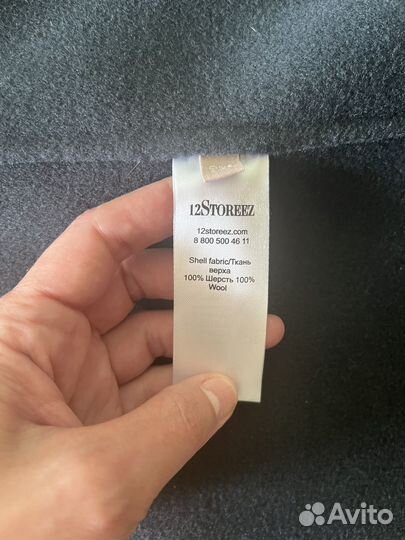 12STOREEZ
12storeez.com
8 800 500 46 11
Shell fabric/Ткань
верха
100% Шерсть 100%
Wool
Avito